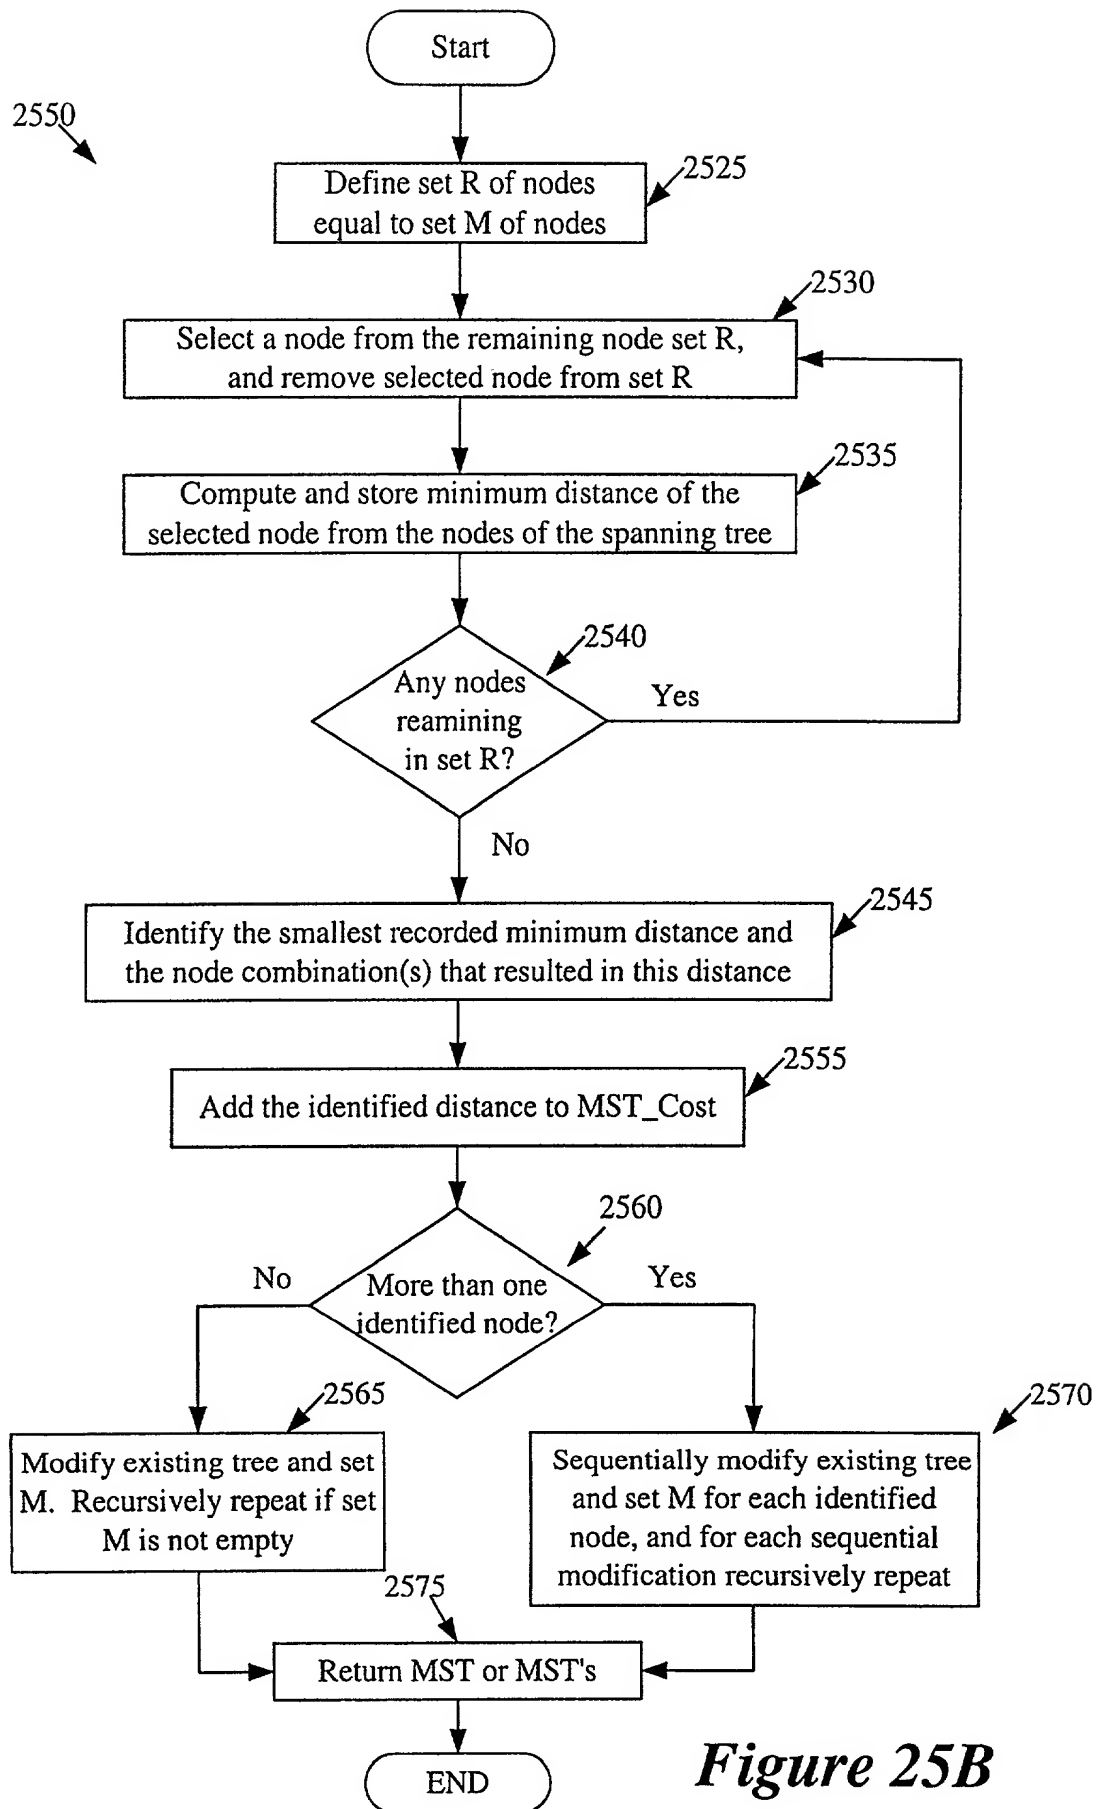 Start
2550
2525
Define set R of nodes
equal to set M of nodes
2530
Select a node from the remaining node set R,
and remove selected node from set R
2535
Compute and store minimum distance of the
selected node from the nodes of the spanning tree
2540
Any nodes
reamining
in set R?
Yes
No
2545
Identify the smallest recorded minimum distance and
the node combination(s) that resulted in this distance
2555
Add the identified distance to MST_Cost
2560
No
More than one
identified node?
Yes
2565
Modify existing tree and set
M. Recursively repeat if set
M is not empty
2570
Sequentially modify existing tree
and set M for each identified
node, and for each sequential
modification recursively repeat
2575
Return MST or MST's
END
Figure 25B